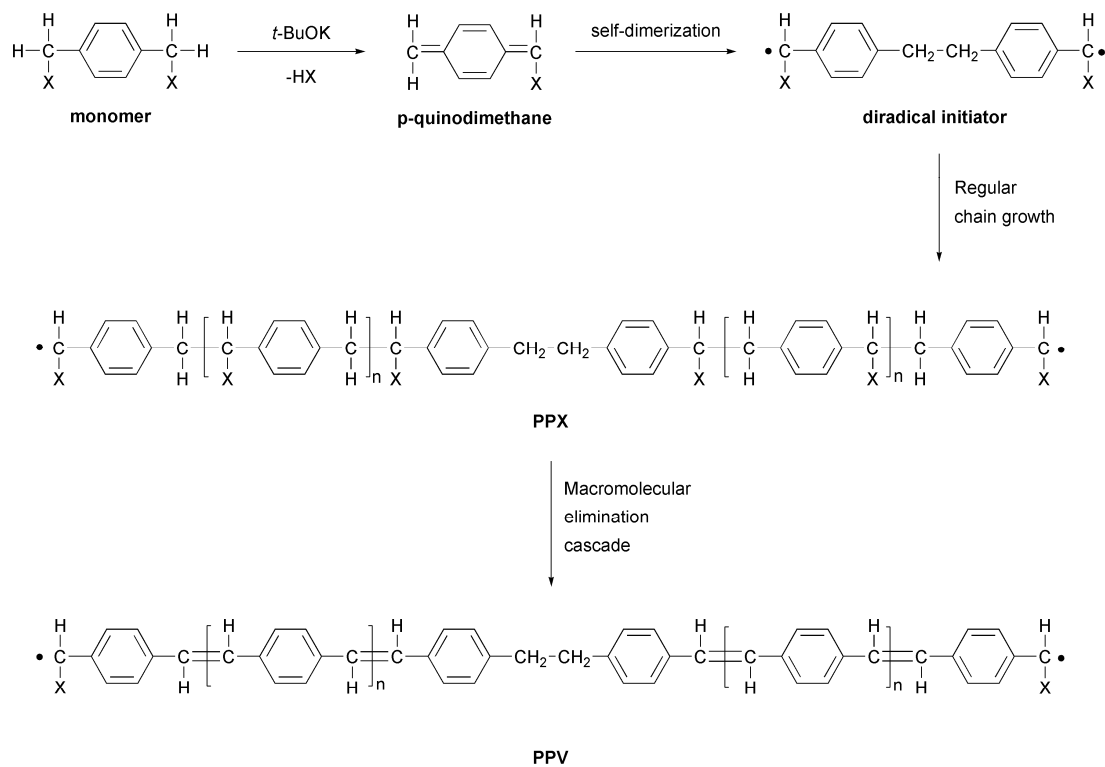 H H
H C C H
X X
monomer
t-BuOK
-HX
C H
H C
H X
p-quinodimethane
self-dimerization
H H
• C CH2-CH2 C •
X X
diradical initiator
Regular
chain growth
H H H H H H H H H H
• C C C C C CH2-CH2 C C C C C •
X H X H n X X H X n H X
PPX
Macromolecular
elimination
cascade
H H H H H H
• C C C C C CH2-CH2 C C C C C •
X H H n H H n H X
PPV